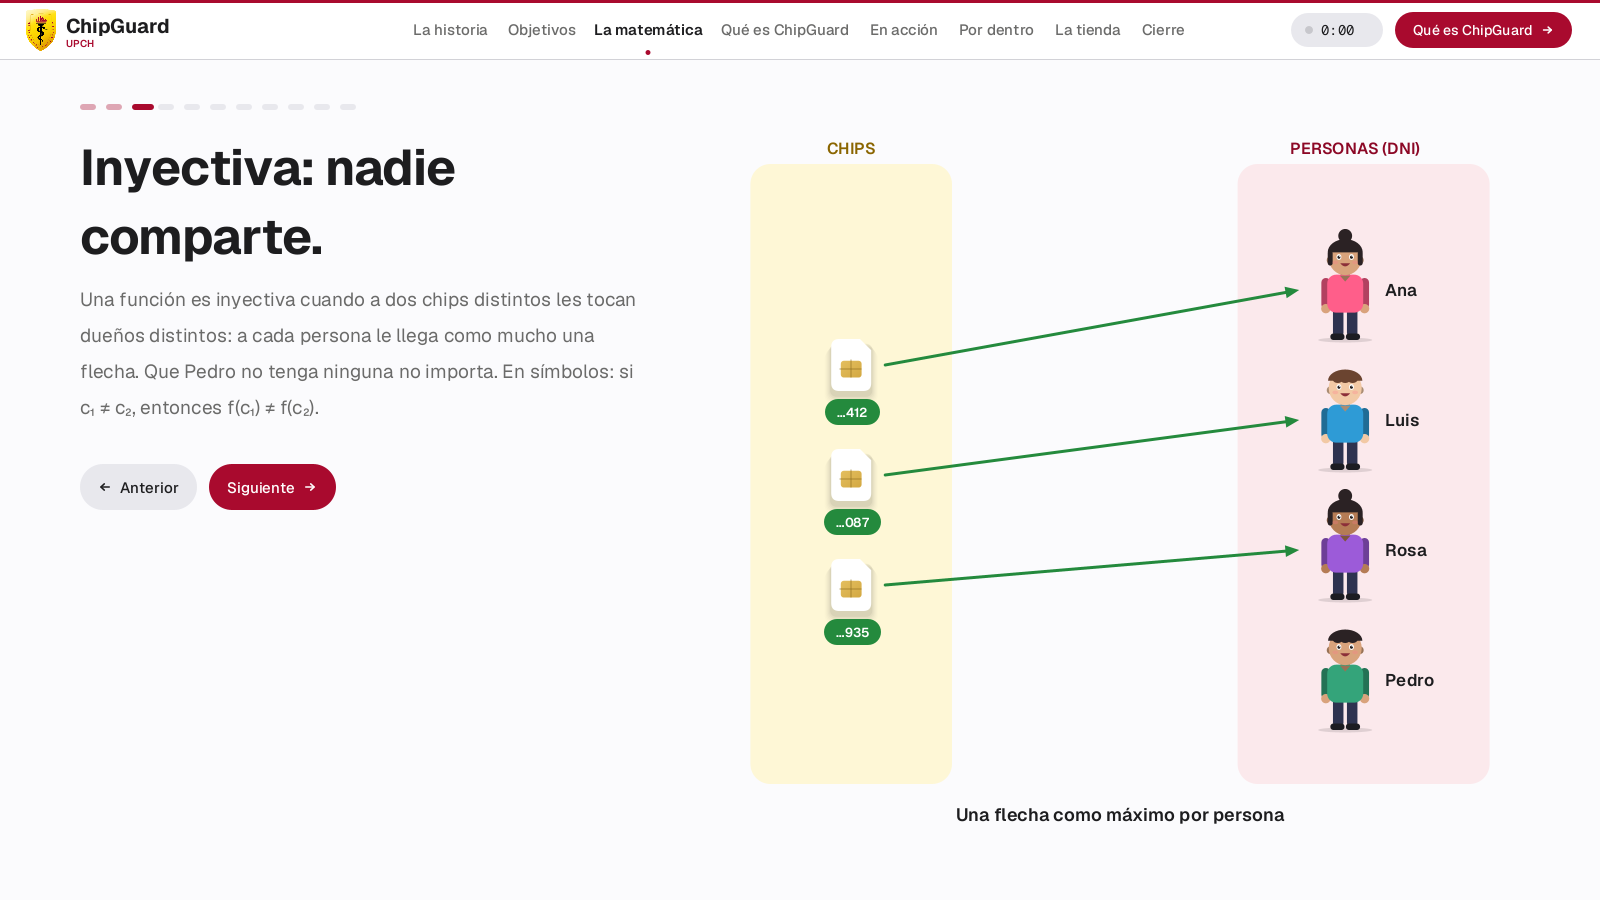 ChipGuard
UPCH
La historia
Objetivos
La matemática
Qué es ChipGuard
En acción
Por dentro
La tienda
Cierre
0:00
Qué es ChipGuard →
Inyectiva: nadie
comparte.
Una función es inyectiva cuando a dos chips distintos les tocan
dueños distintos: a cada persona le llega como mucho una
flecha. Que Pedro no tenga ninguna no importa. En símbolos: si
c₁ ≠ c₂, entonces f(c₁) ≠ f(c₂).
← Anterior
Siguiente →
CHIPS
PERSONAS (DNI)
...412
...087
...935
Ana
Luis
Rosa
Pedro
Una flecha como máximo por persona